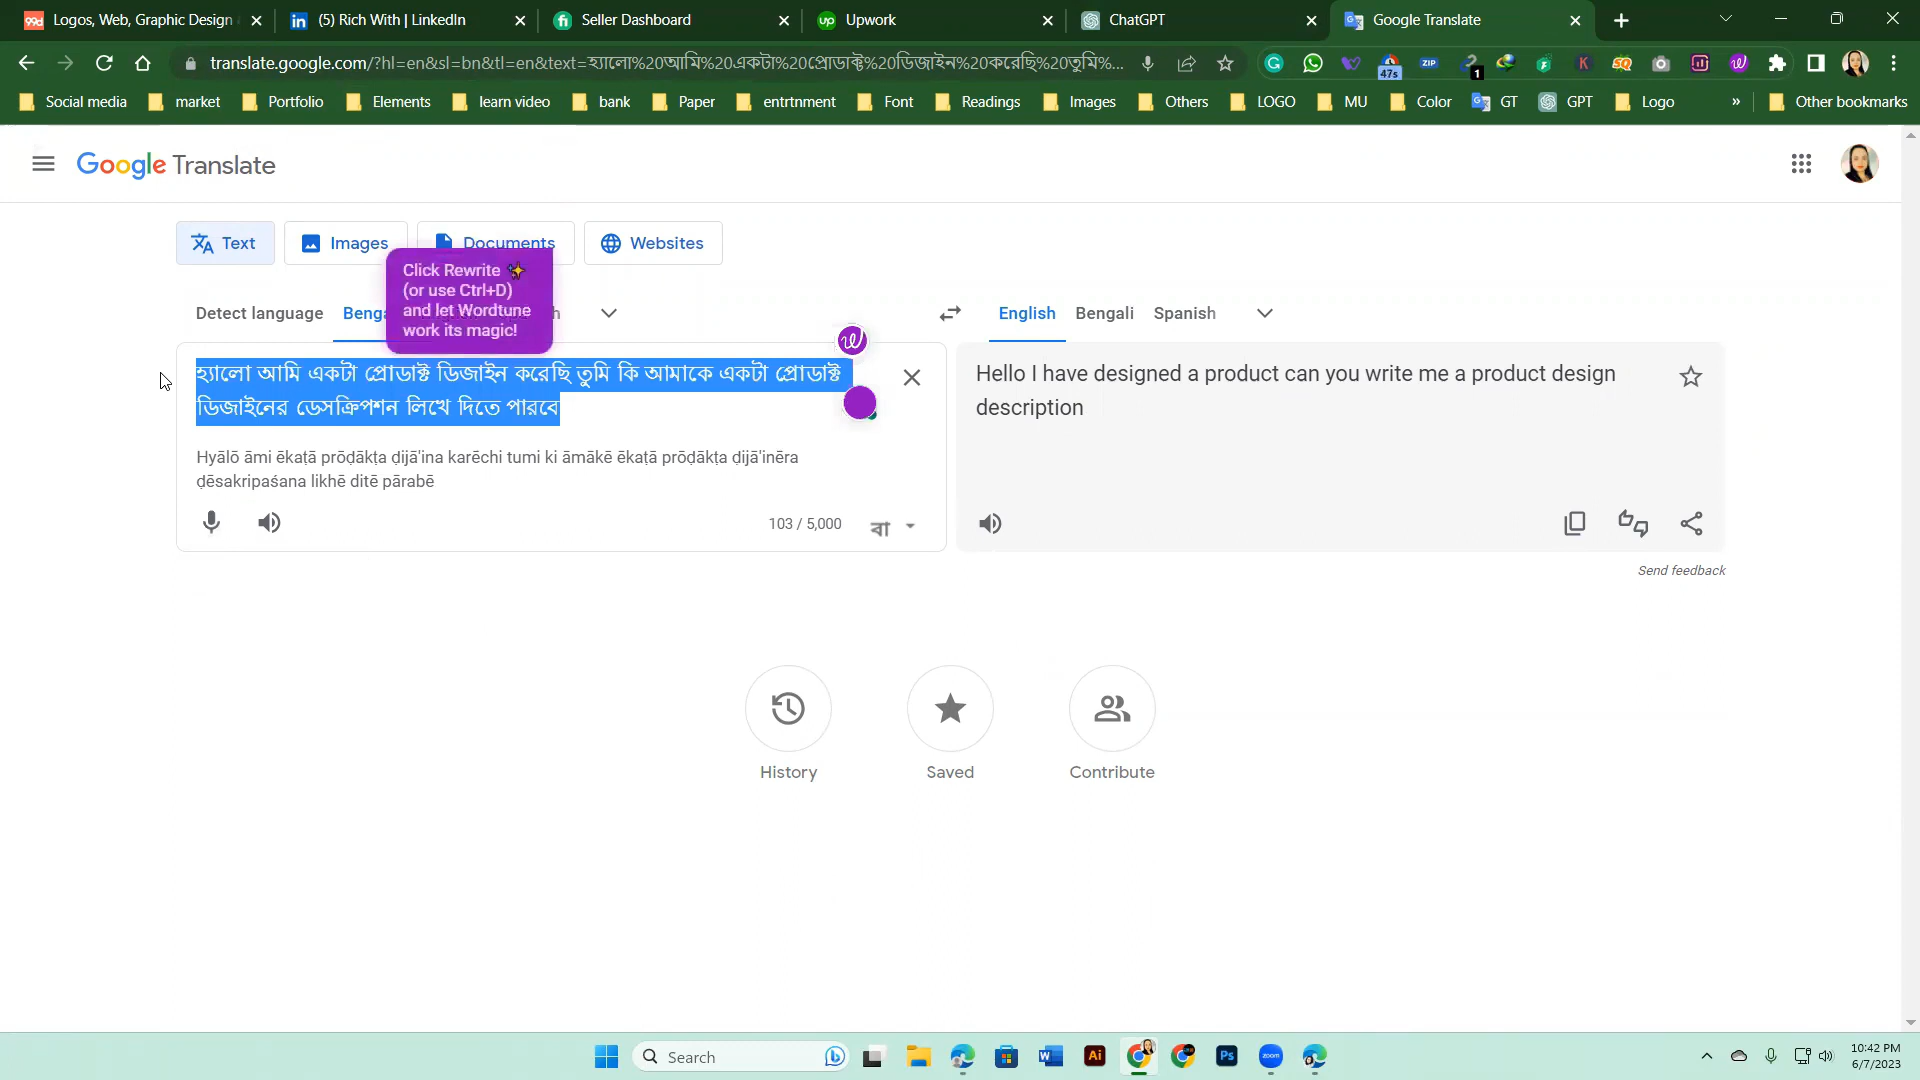 Logos, Web, Graphic Design
(5) Rich With | LinkedIn
Seller Dashboard
Upwork
ChatGPT
Google Translate
translate.google.com/?hl=en&sl=bn&tl=en&text=হ্যালো%20আমি%20একটা%20প্রোডাক্ট%20ডিজাইন%20করেছি%20তুমি%...
47s
ZIP
1
Social media
market
Portfolio
Elements
learn video
bank
Paper
entrtnment
Font
Readings
Images
Others
LOGO
MU
Color
GT
GPT
Logo
»
Other bookmarks
Google Translate
Text
Images
Documents
Websites
Click Rewrite ✨
(or use Ctrl+D)
and let Wordtune
work its magic!
Detect language
English
Bengali
Spanish
হ্যালো আমি একটা প্রোডাক্ট ডিজাইন করেছি তুমি কি আমাকে একটা প্রোডাক্ট
ডিজাইনের ডেসক্রিপশন লিখে দিতে পারবে
Hello I have designed a product can you write me a product design
description
Hyālō āmi ēkaṭā prōḍākṭa ḍijā'ina karēchi tumi ki āmākē ēkaṭā prōḍākṭa ḍijā'inēra
ḍēsakripaśana likhē ditē pārabē
103 / 5,000
বা
Send feedback
History
Saved
Contribute
Search
10:42 PM
6/7/2023